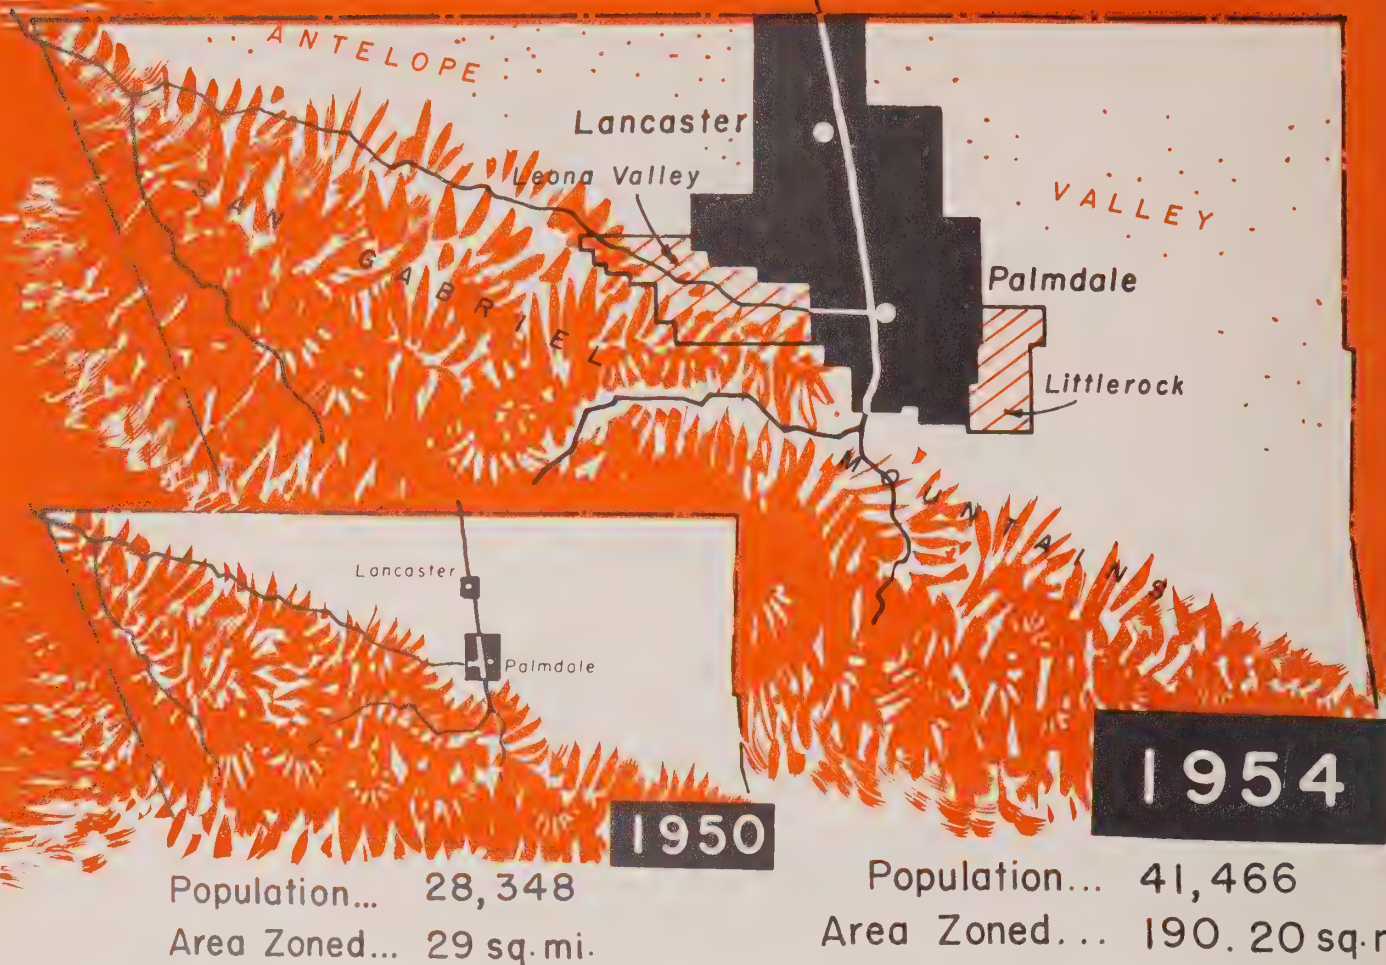 ANTELOPE
Lancaster
Leona Valley
VALLEY
SAN
GABRIEL
Palmdale
Littlerock
MOUNTAINS
Lancaster
Palmdale
1954
1950
Population... 28,348
Area Zoned... 29 sq. mi.
Population... 41,466
Area Zoned... 190.20 sq.